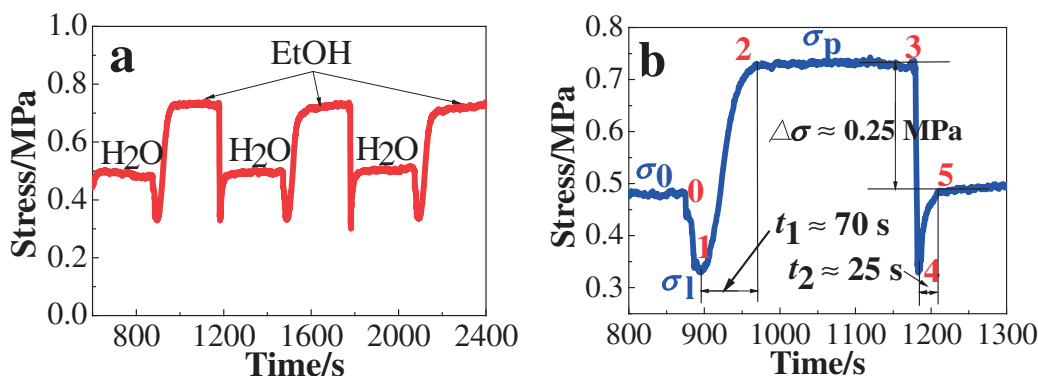 a
EtOH
H2O
H2O
H2O
Stress/MPa
1.0
0.8
0.6
0.4
0.2
0.0
800 1200 1600 2000 2400
Time/s
b
2
σp
3
△σ ≈ 0.25 MPa
σ0
0
5
1
t1 ≈ 70 s
t2 ≈ 25 s
4
σl
Stress/MPa
0.8
0.7
0.6
0.5
0.4
0.3
800 900 1000 1100 1200 1300
Time/s